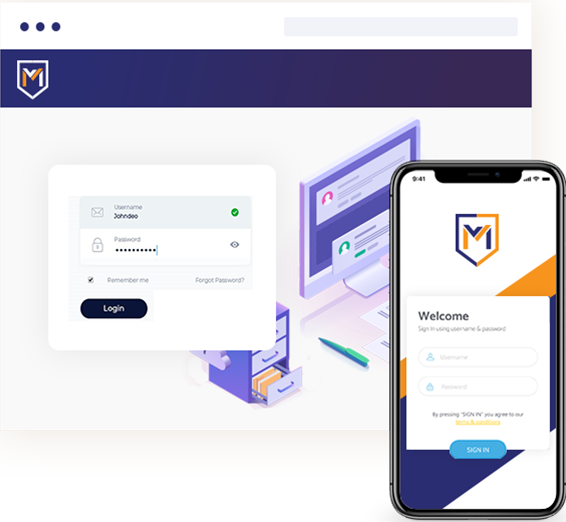 Username
Johndeo
Password
Remember me
Forgot Password?
Login
9:41
M
Welcome
Sign In using username & password
Username
Password
By pressing "SIGN IN" you agree to our
terms & conditions
SIGN IN